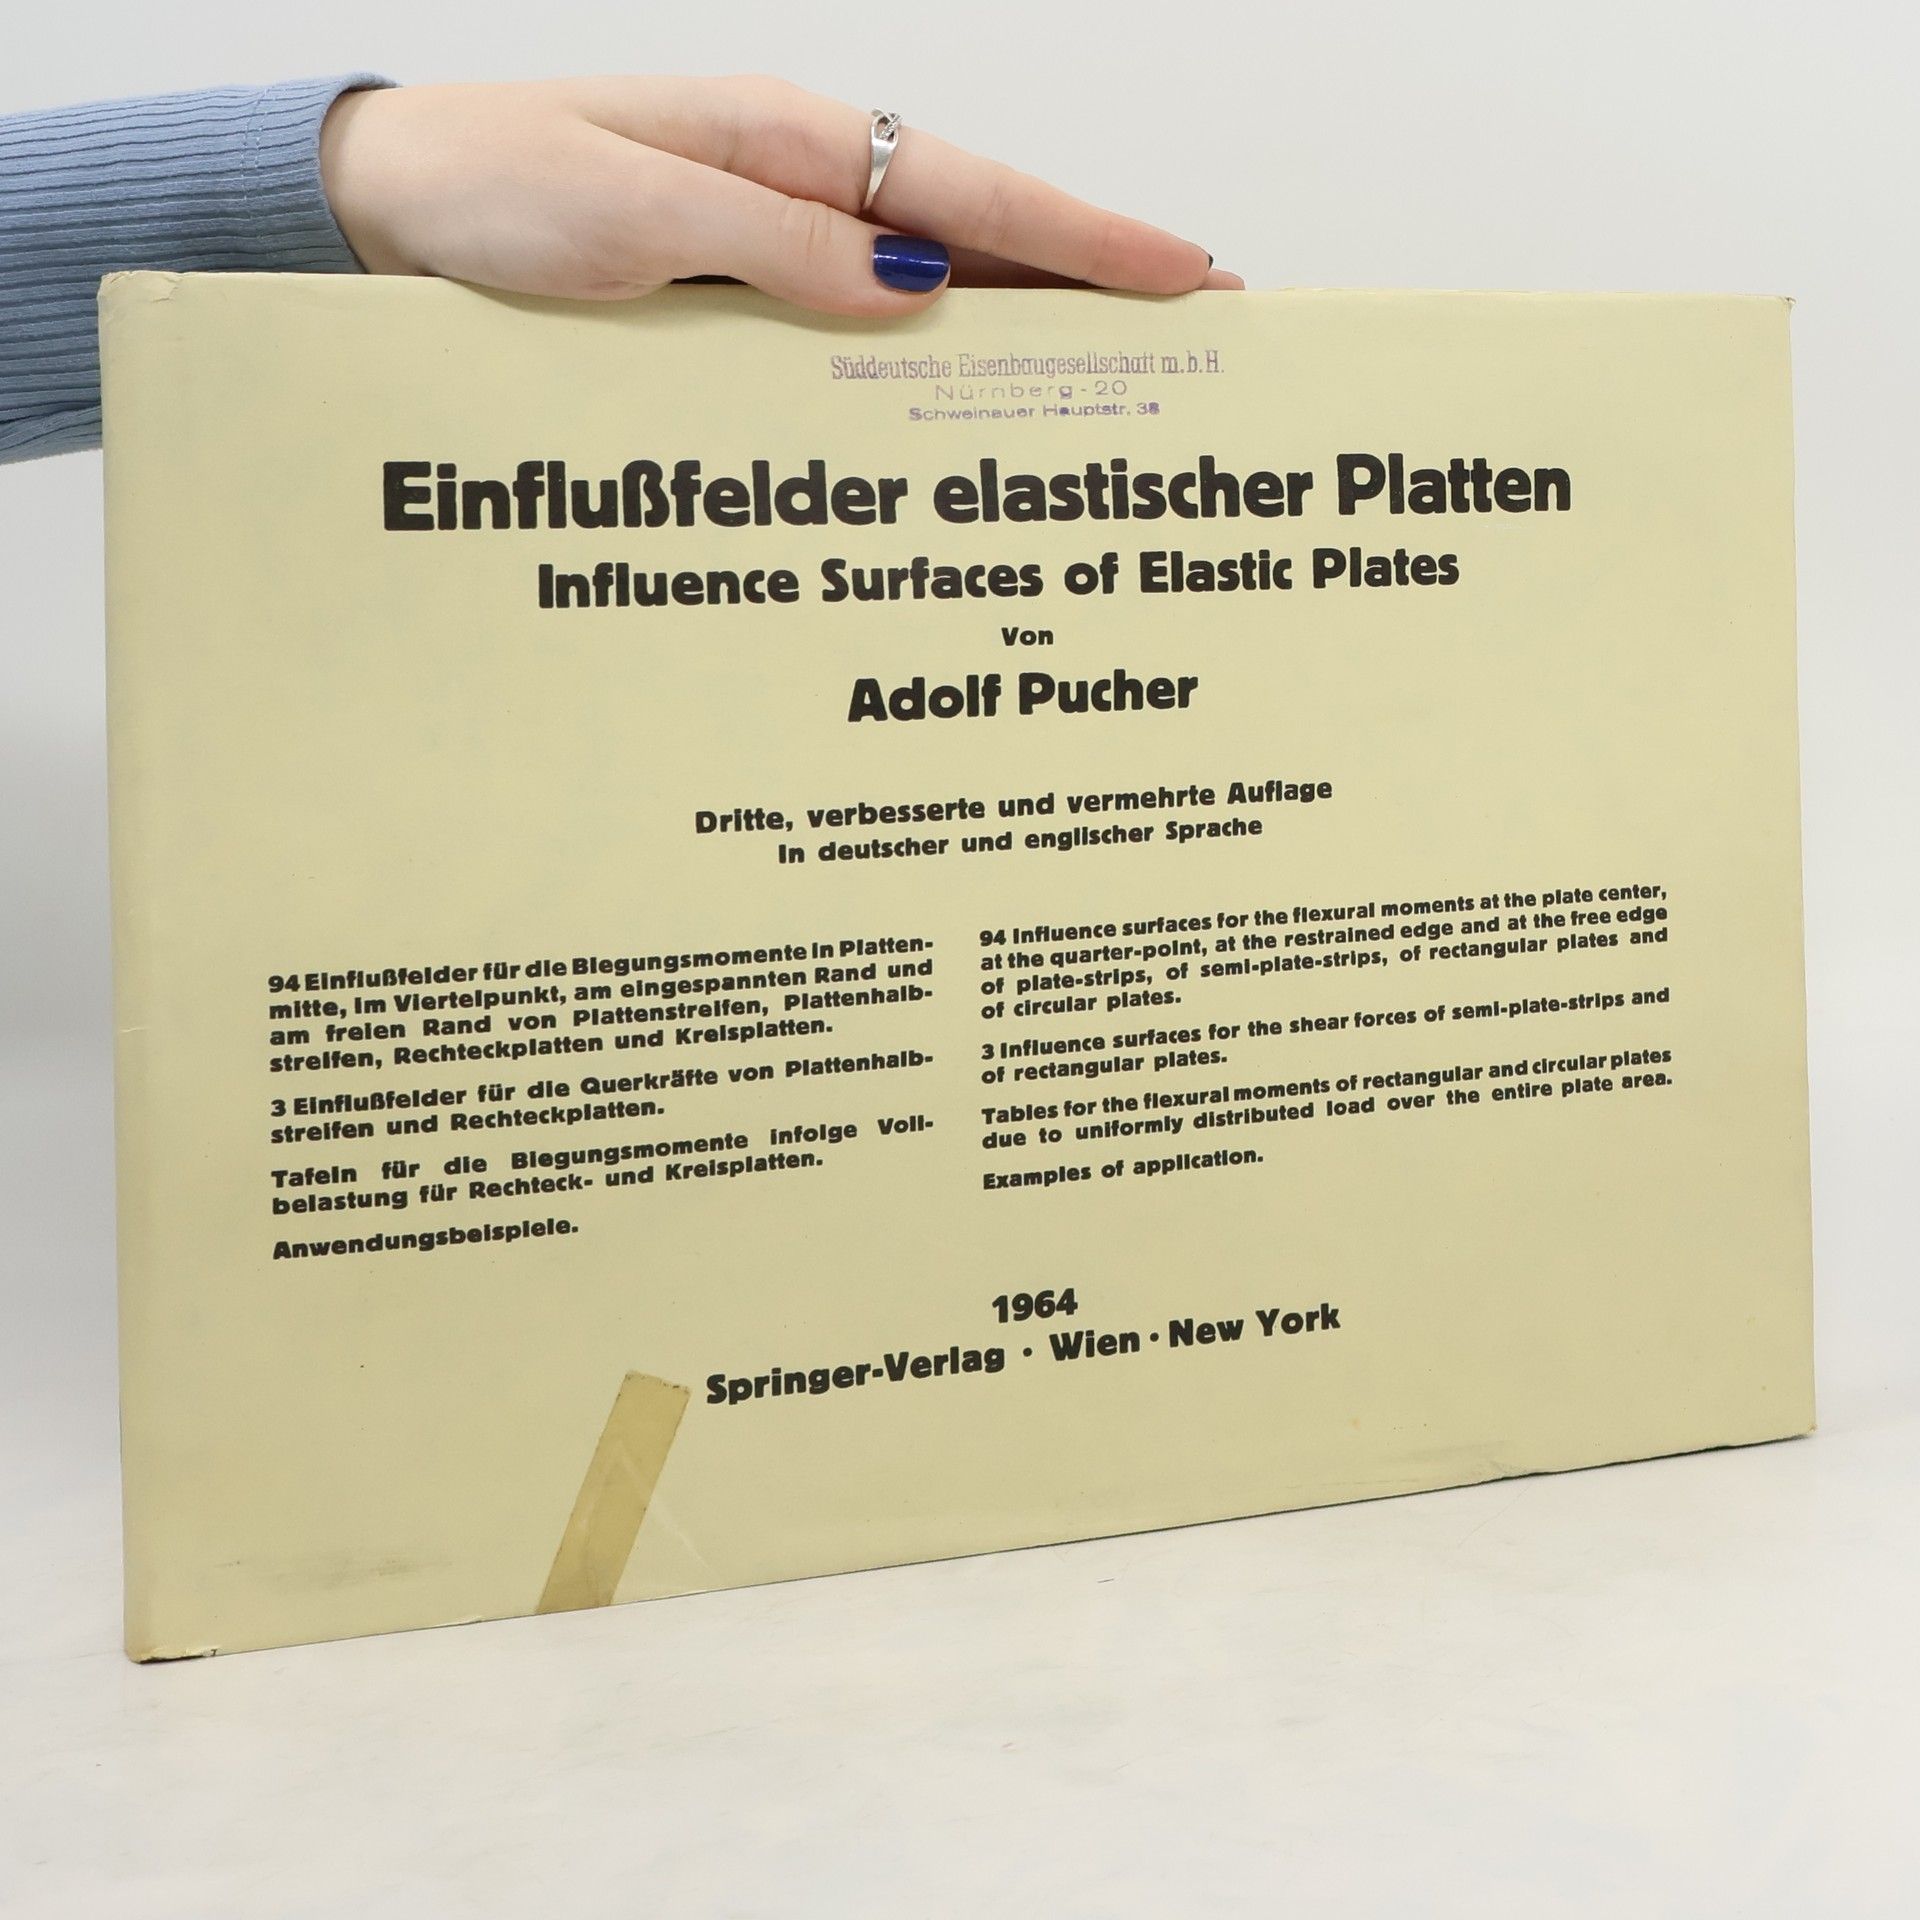 Süddeutsche Eisenbaugesellschaft m.b.H.
Nürnberg-20
Schweinauer Hauptstr. 38
Einflußfelder elastischer Platten
Influence Surfaces of Elastic Plates
Von
Adolf Pucher
Dritte, verbesserte und vermehrte Auflage
In deutscher und englischer Sprache
94 Einflußfelder für die Biegungsmomente in Platten-
mitte, im Viertelpunkt, am eingespannten Rand und
am freien Rand von Plattenstreifen, Plattenhalb-
streifen, Rechteckplatten und Kreisplatten.
3 Einflußfelder für die Querkräfte von Plattenhalb-
streifen und Rechteckplatten.
Tafeln für die Biegungsmomente infolge Voll-
belastung für Rechteck- und Kreisplatten.
Anwendungsbeispiele.
94 Influence surfaces for the flexural moments at the plate center,
at the quarter-point, at the restrained edge and at the free edge
of plate-strips, of semi-plate-strips, of rectangular plates and
of circular plates.
3 Influence surfaces for the shear forces of semi-plate-strips and
of rectangular plates.
Tables for the flexural moments of rectangular and circular plates
due to uniformly distributed load over the entire plate area.
Examples of application.
1964
Springer-Verlag · Wien · New York